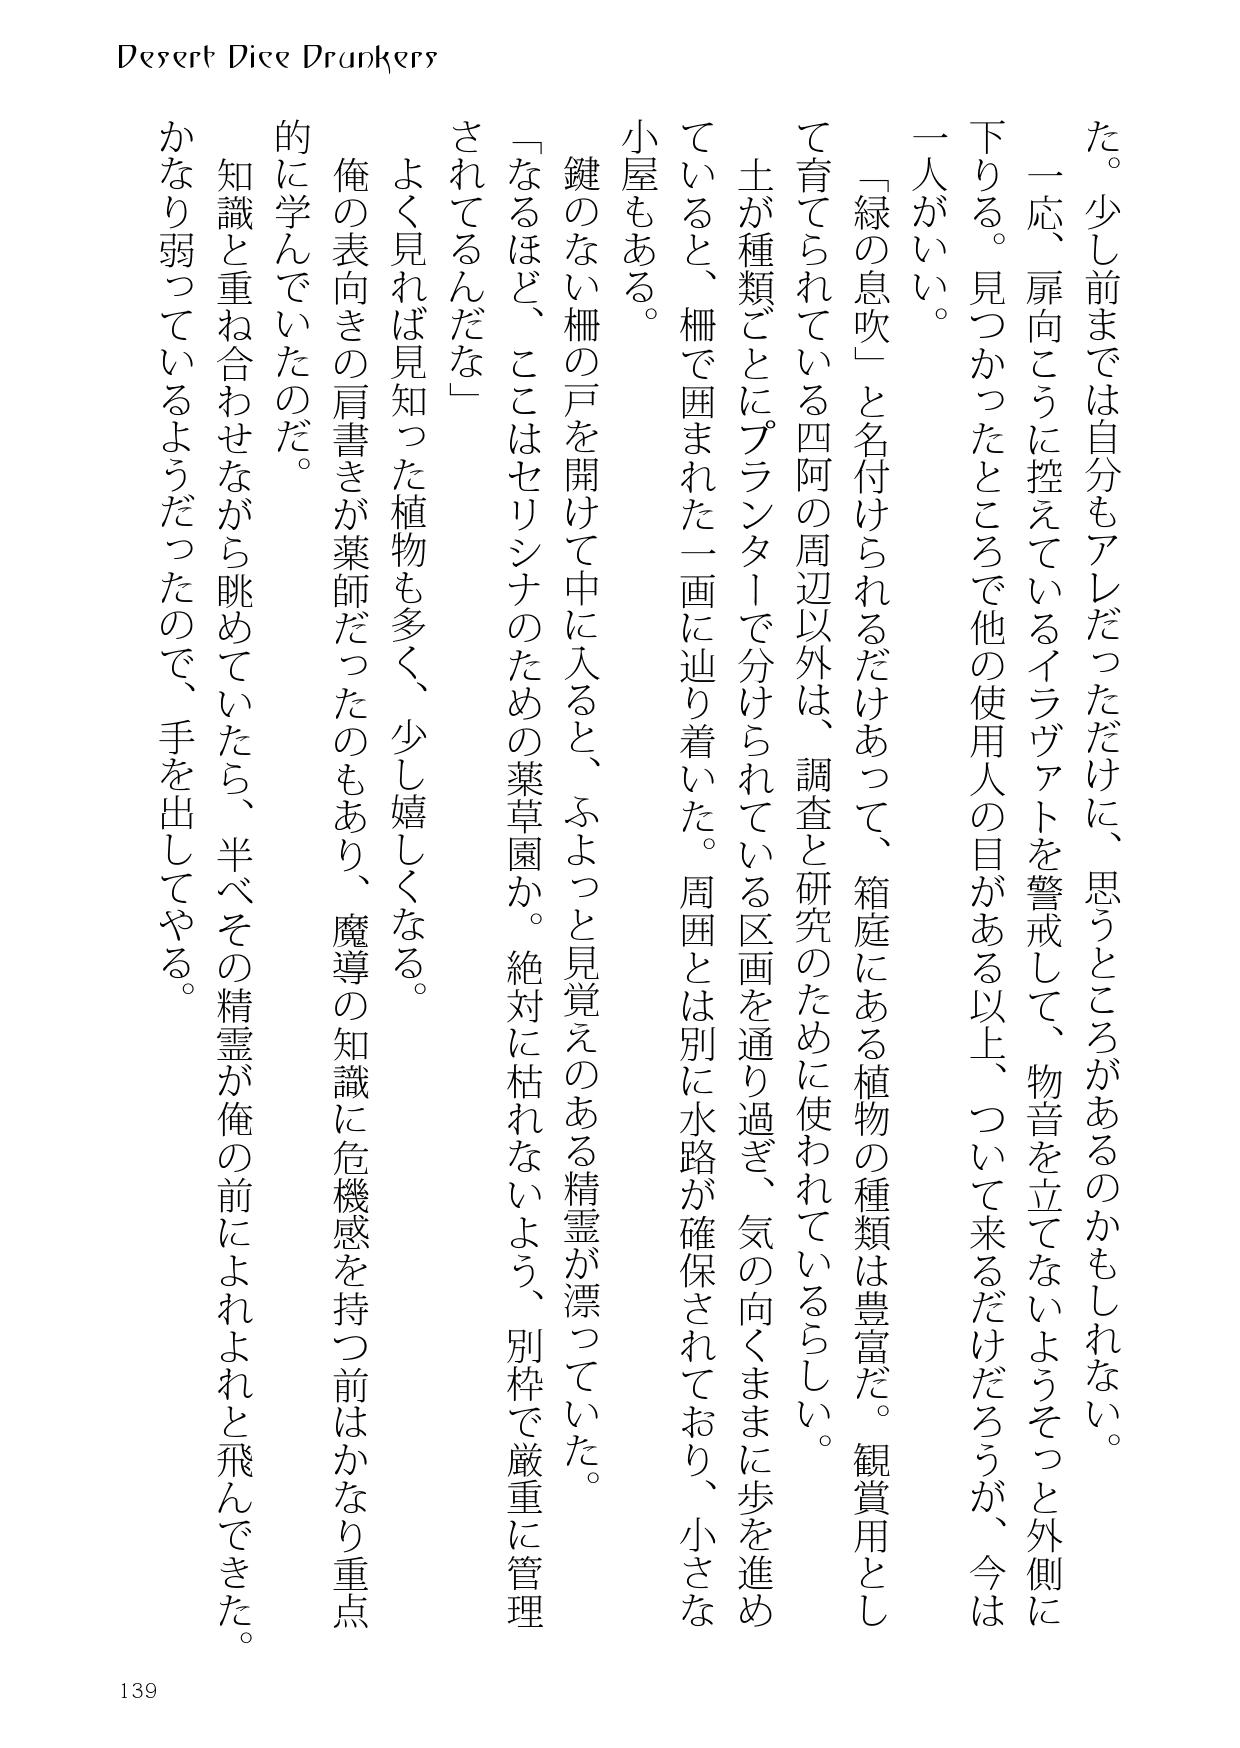 Desert Dice Drunkers
た。少し前までは自分もアレだっただけに、思うところがあるのかもしれない。
　一応、扉向こうに控えているイラヴァトを警戒して、物音を立てないようそっと外側に
下りる。見つかったところで他の使用人の目がある以上、ついて来るだけだろうが、今は
一人がいい。
　「緑の息吹」と名付けられるだけあって、箱庭にある植物の種類は豊富だ。観賞用とし
て育てられている四阿の周辺以外は、調査と研究のために使われているらしい。
　土が種類ごとにプランターで分けられている区画を通り過ぎ、気の向くままに歩を進め
ていると、柵で囲まれた一画に辿り着いた。周囲とは別に水路が確保されており、小さな
小屋もある。
　鍵のない柵の戸を開けて中に入ると、ふよっと見覚えのある精霊が漂っていた。
「なるほど、ここはセリシナのための薬草園か。絶対に枯れないよう、別枠で厳重に管理
されてるんだな」
　よく見れば見知った植物も多く、少し嬉しくなる。
　俺の表向きの肩書きが薬師だったのもあり、魔導の知識に危機感を持つ前はかなり重点
的に学んでいたのだ。
　知識と重ね合わせながら眺めていたら、半べその精霊が俺の前によれよれと飛んできた。
かなり弱っているようだったので、手を出してやる。
139